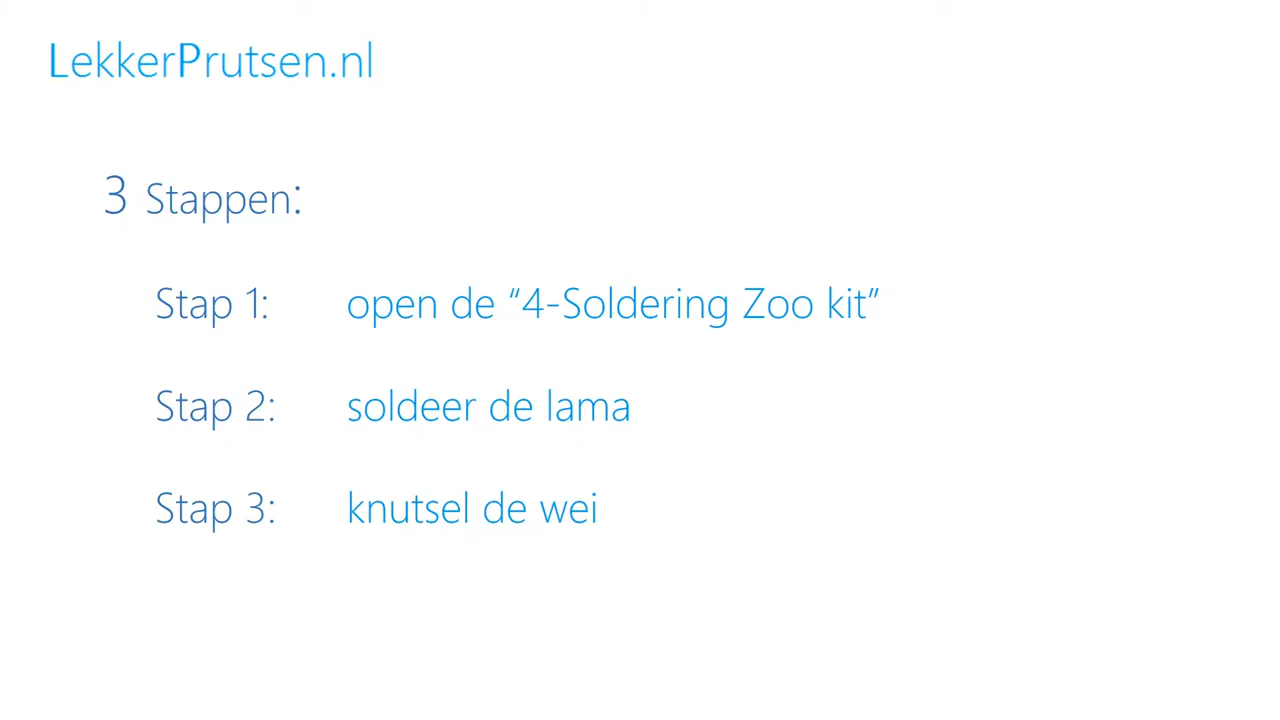 LekkerPrutsen.nl
3 Stappen:
Stap 1: open de “4-Soldering Zoo kit”
Stap 2: soldeer de lama
Stap 3: knutsel de wei